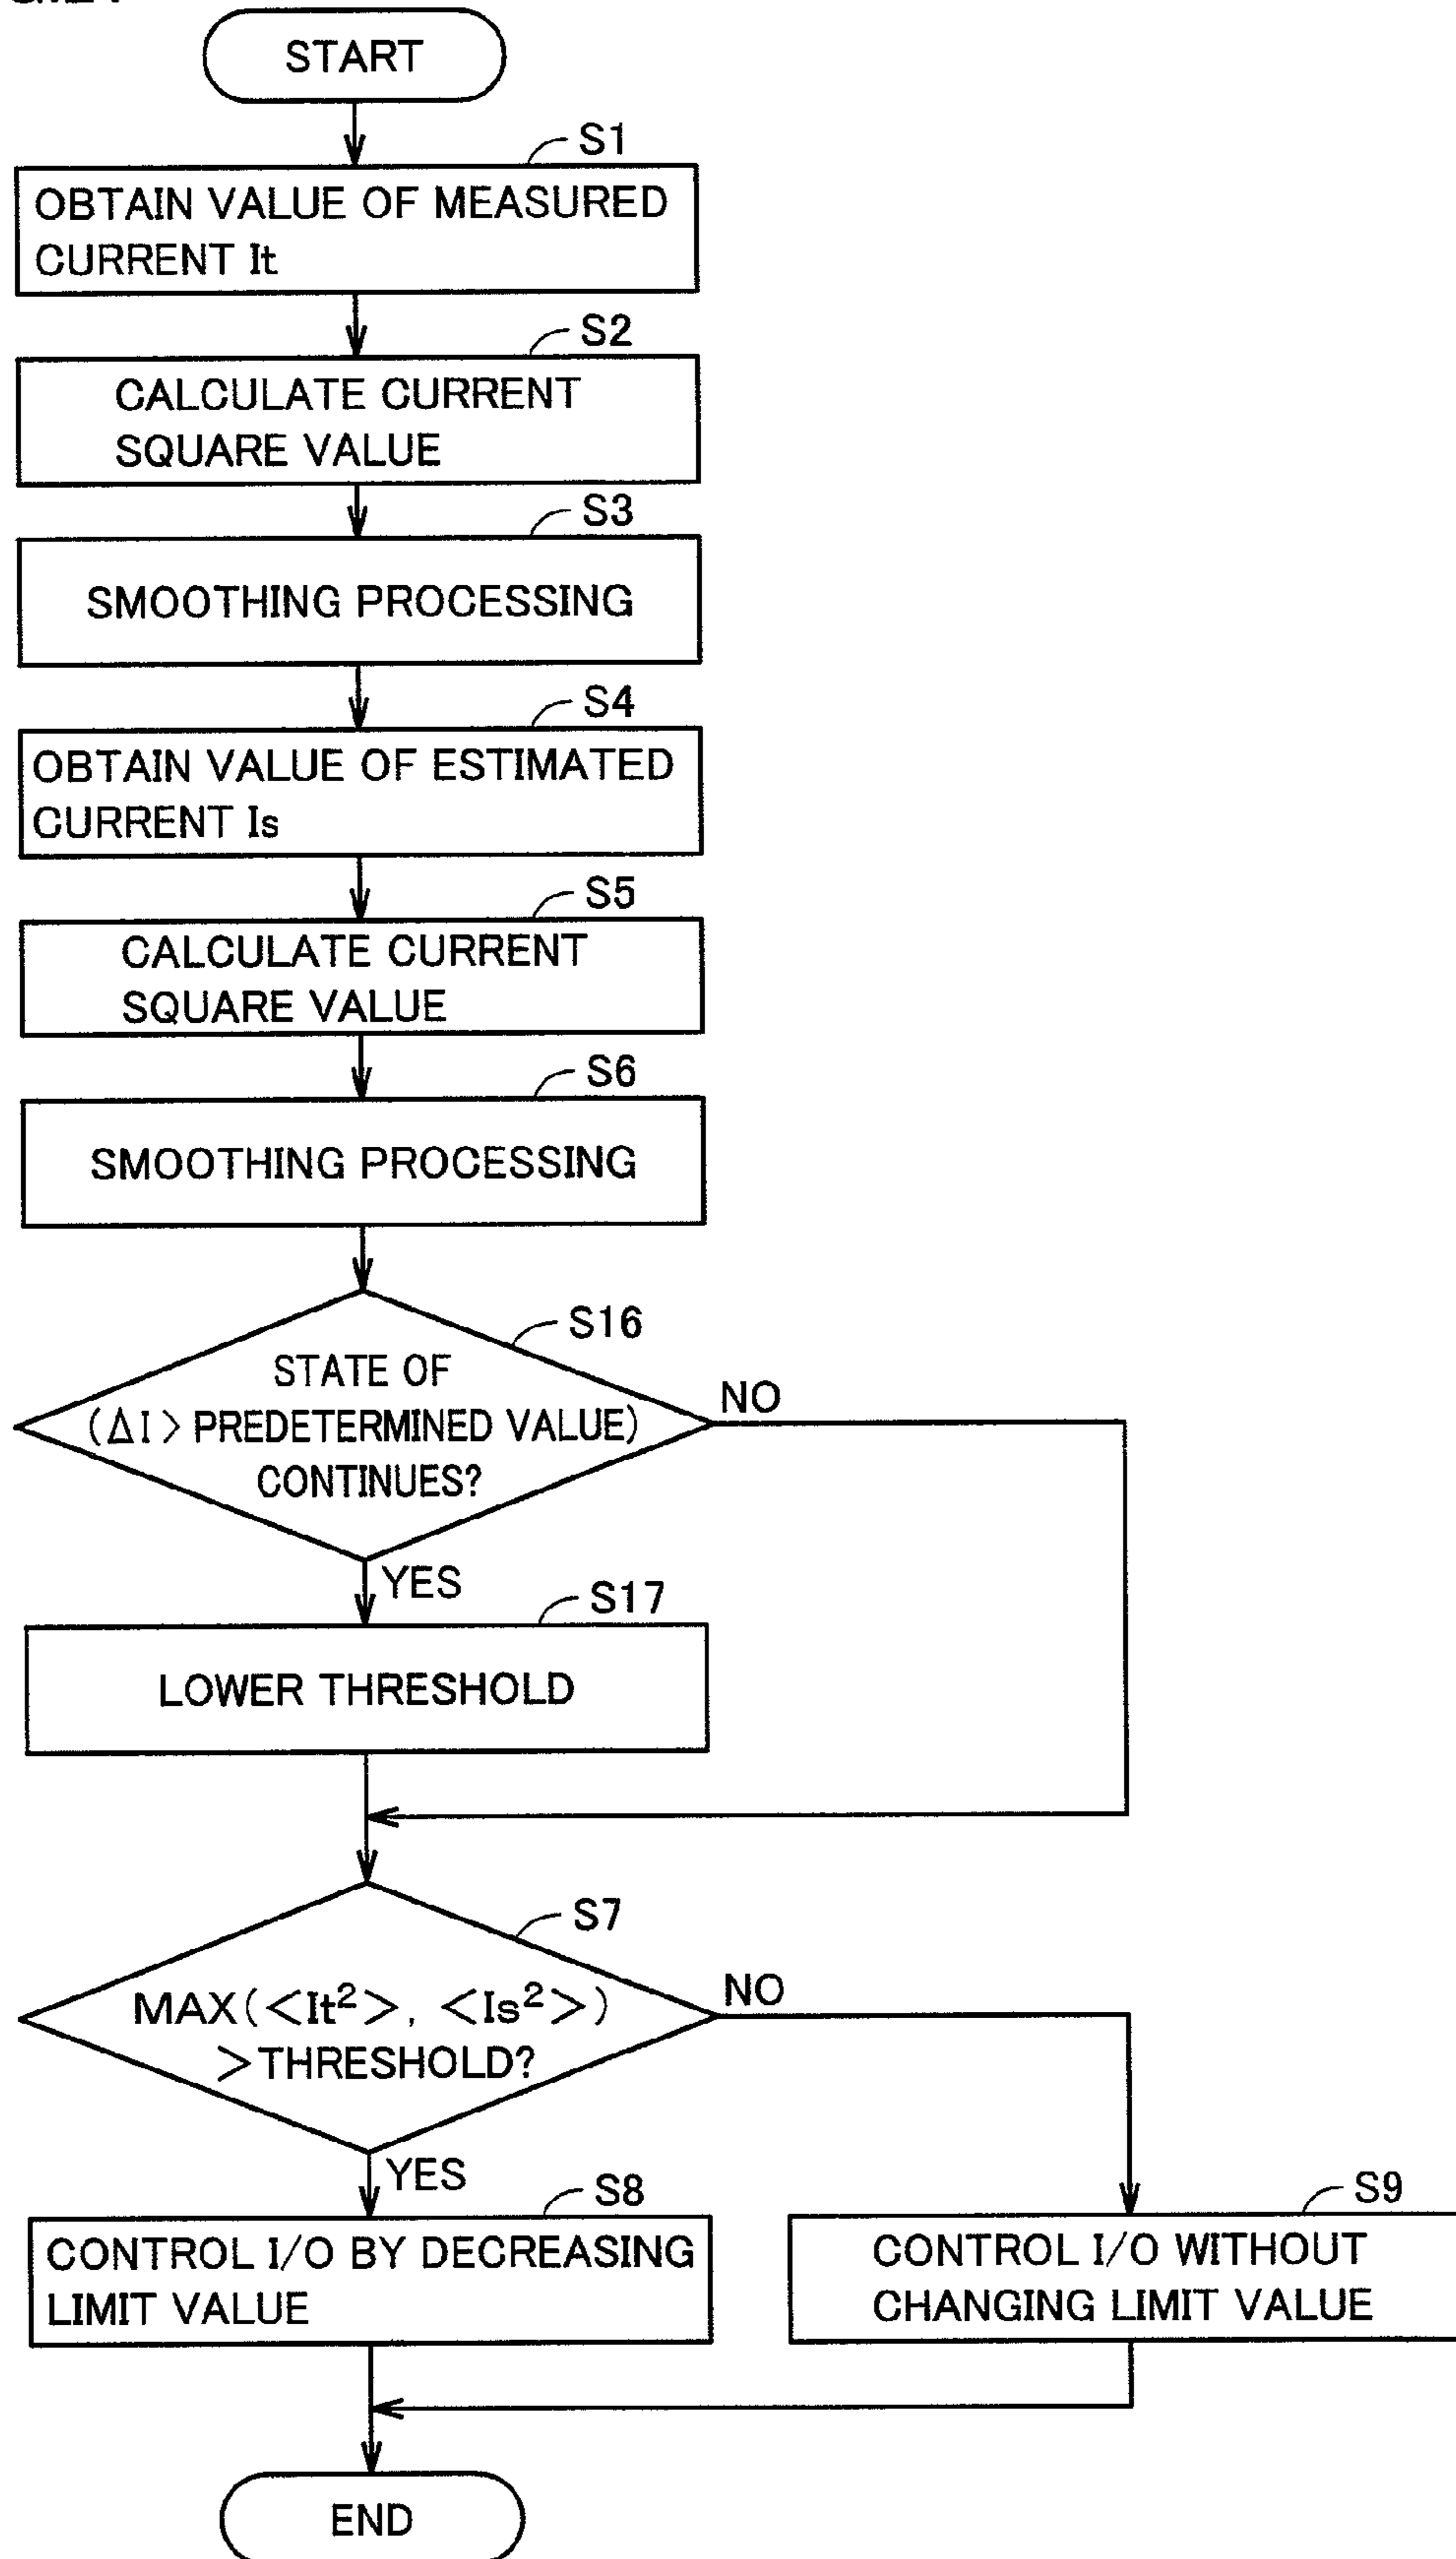 START
S1
OBTAIN VALUE OF MEASURED
CURRENT It
S2
CALCULATE CURRENT
SQUARE VALUE
S3
SMOOTHING PROCESSING
S4
OBTAIN VALUE OF ESTIMATED
CURRENT Is
S5
CALCULATE CURRENT
SQUARE VALUE
S6
SMOOTHING PROCESSING
S16
STATE OF
(ΔI > PREDETERMINED VALUE)
CONTINUES?
NO
YES
S17
LOWER THRESHOLD
S7
MAX(<It²>, <Is²>)
>THRESHOLD?
NO
YES
S8
CONTROL I/O BY DECREASING
LIMIT VALUE
S9
CONTROL I/O WITHOUT
CHANGING LIMIT VALUE
END